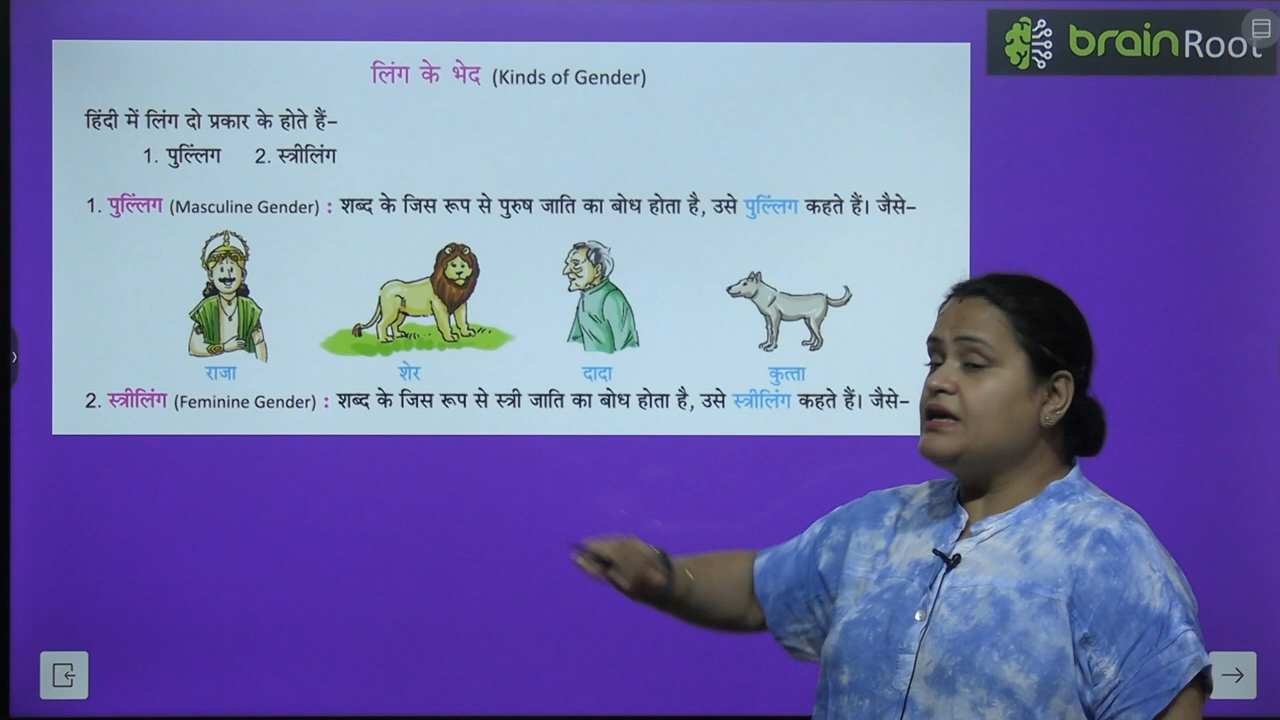 brainRoot
लिंग के भेद (Kinds of Gender)
हिंदी में लिंग दो प्रकार के होते हैं–
1. पुल्लिंग 2. स्त्रीलिंग
1. पुल्लिंग (Masculine Gender) : शब्द के जिस रूप से पुरुष जाति का बोध होता है, उसे पुल्लिंग कहते हैं। जैसे–
राजा शेर दादा कुत्ता
2. स्त्रीलिंग (Feminine Gender) : शब्द के जिस रूप से स्त्री जाति का बोध होता है, उसे स्त्रीलिंग कहते हैं। जैसे–